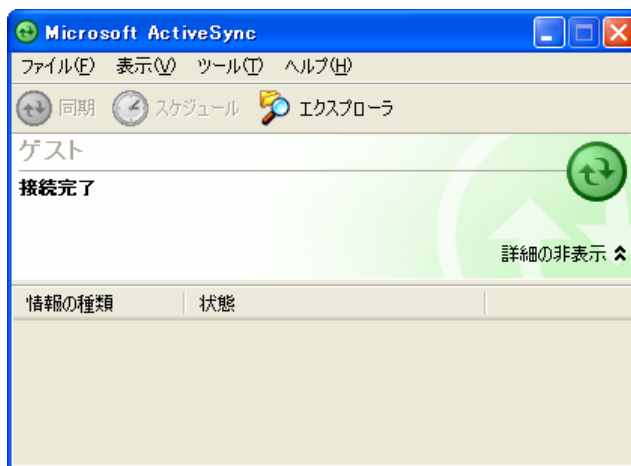 Microsoft ActiveSync
ファイル(F) 表示(V) ツール(T) ヘルプ(H)
同期 スケジュール エクスプローラ
ゲスト
接続完了
詳細の非表示
情報の種類 状態